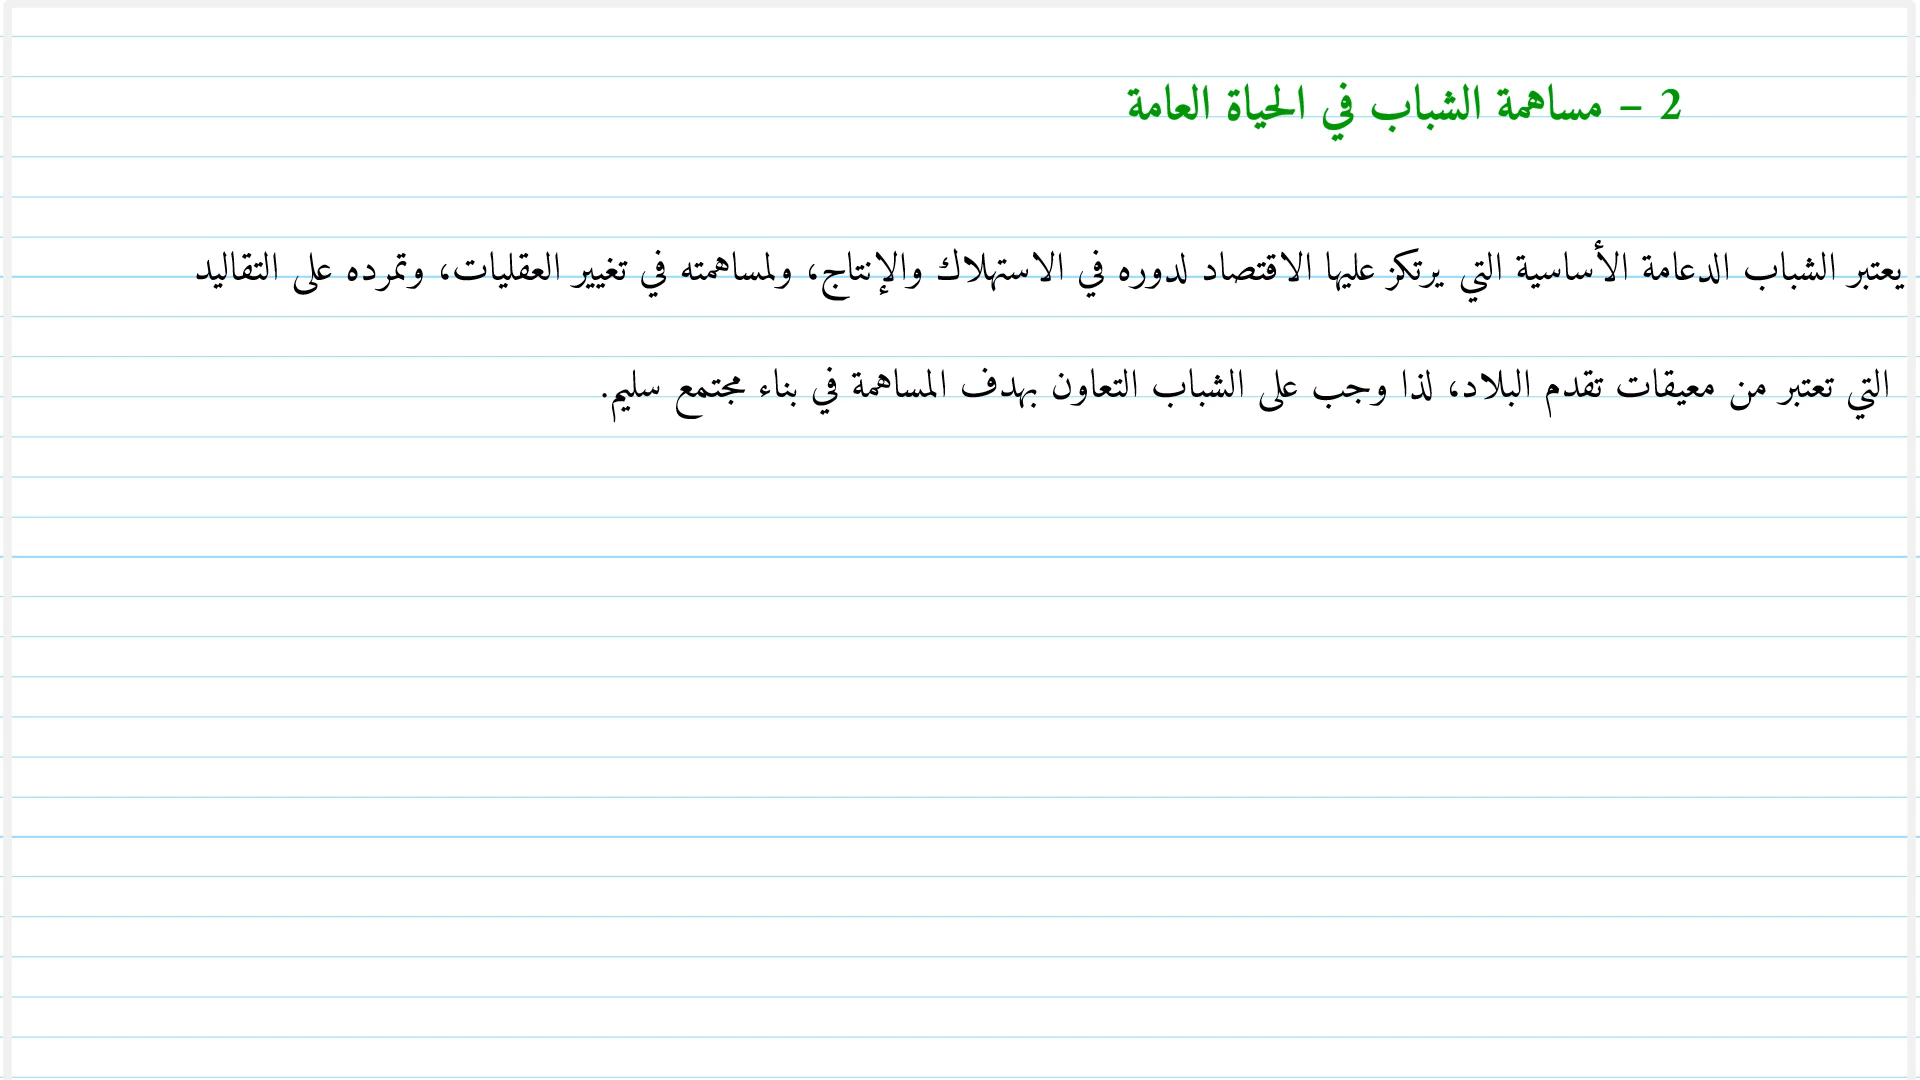 2 – مساهمة الشباب في الحياة العامة
يعتبر الشباب الدعامة الأساسية التي يرتكز عليها الاقتصاد لدوره في الاستهلاك والإنتاج، ولمساهمته في تغيير العقليات، وتمرده على التقاليد
التي تعتبر من معيقات تقدم البلاد، لذا وجب على الشباب التعاون بهدف المساهمة في بناء مجتمع سليم.